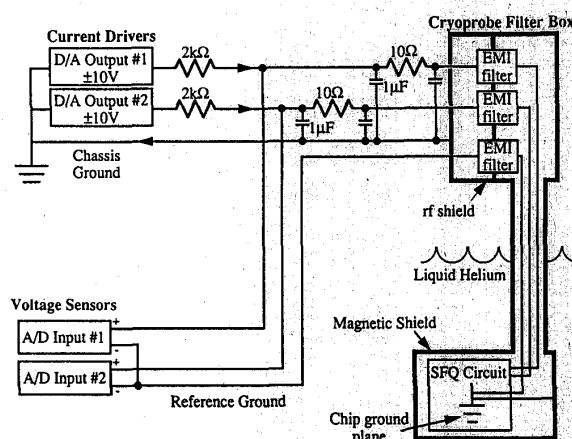 Cryoprobe Filter Box
Current Drivers
D/A Output #1
±10V
2kΩ
10Ω
EMI
filter
D/A Output #2
±10V
2kΩ
10Ω
1µF
EMI
filter
1µF
Chassis
Ground
EMI
filter
rf shield
Liquid Helium
Voltage Sensors
+
A/D Input #1
-
Magnetic Shield
+
A/D Input #2
-
SFQ Circuit
Reference Ground
Chip ground
plane